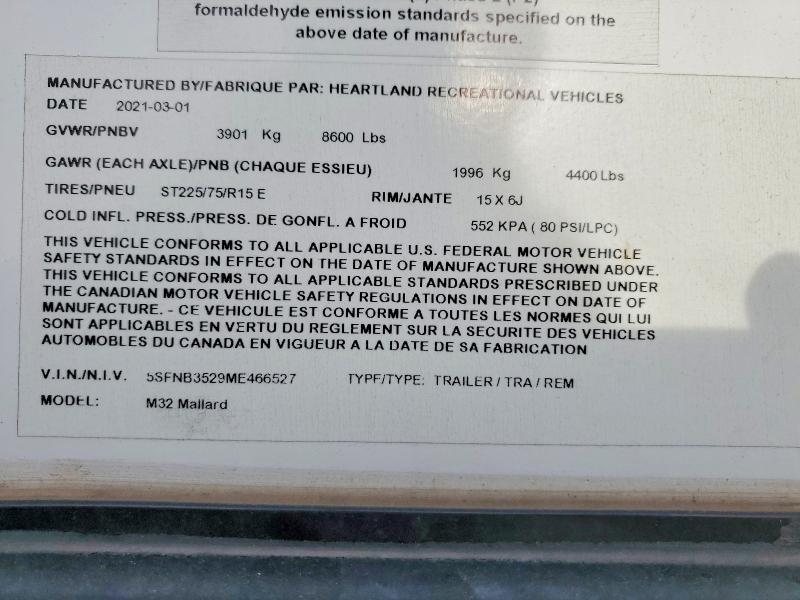 formaldehyde emission standards specified on the
above date of manufacture.
MANUFACTURED BY/FABRIQUE PAR: HEARTLAND RECREATIONAL VEHICLES
DATE 2021-03-01
GVWR/PNBV 3901 Kg 8600 Lbs
GAWR (EACH AXLE)/PNB (CHAQUE ESSIEU) 1996 Kg 4400 Lbs
TIRES/PNEU ST225/75/R15 E RIM/JANTE 15 X 6J
COLD INFL. PRESS./PRESS. DE GONFL. A FROID 552 KPA ( 80 PSI/LPC)
THIS VEHICLE CONFORMS TO ALL APPLICABLE U.S. FEDERAL MOTOR VEHICLE
SAFETY STANDARDS IN EFFECT ON THE DATE OF MANUFACTURE SHOWN ABOVE.
THIS VEHICLE CONFORMS TO ALL APPLICABLE STANDARDS PRESCRIBED UNDER
THE CANADIAN MOTOR VEHICLE SAFETY REGULATIONS IN EFFECT ON DATE OF
MANUFACTURE. - CE VEHICULE EST CONFORME A TOUTES LES NORMES QUI LUI
SONT APPLICABLES EN VERTU DU REGLEMENT SUR LA SECURITE DES VEHICLES
AUTOMOBLES DU CANADA EN VIGUEUR A LA DATE DE SA FABRICATION
V.I.N./N.I.V. 5SFNB3529ME466527 TYPE/TYPE: TRAILER / TRA / REM
MODEL: M32 Mallard